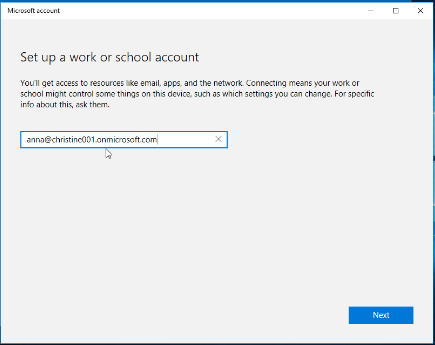 Microsoft account
Set up a work or school account
You'll get access to resources like email, apps, and the network. Connecting means your work or
school might control some things on this device, such as which settings you can change. For specific
info about this, ask them.
anna@christine001.onmicrosoft.com
Next